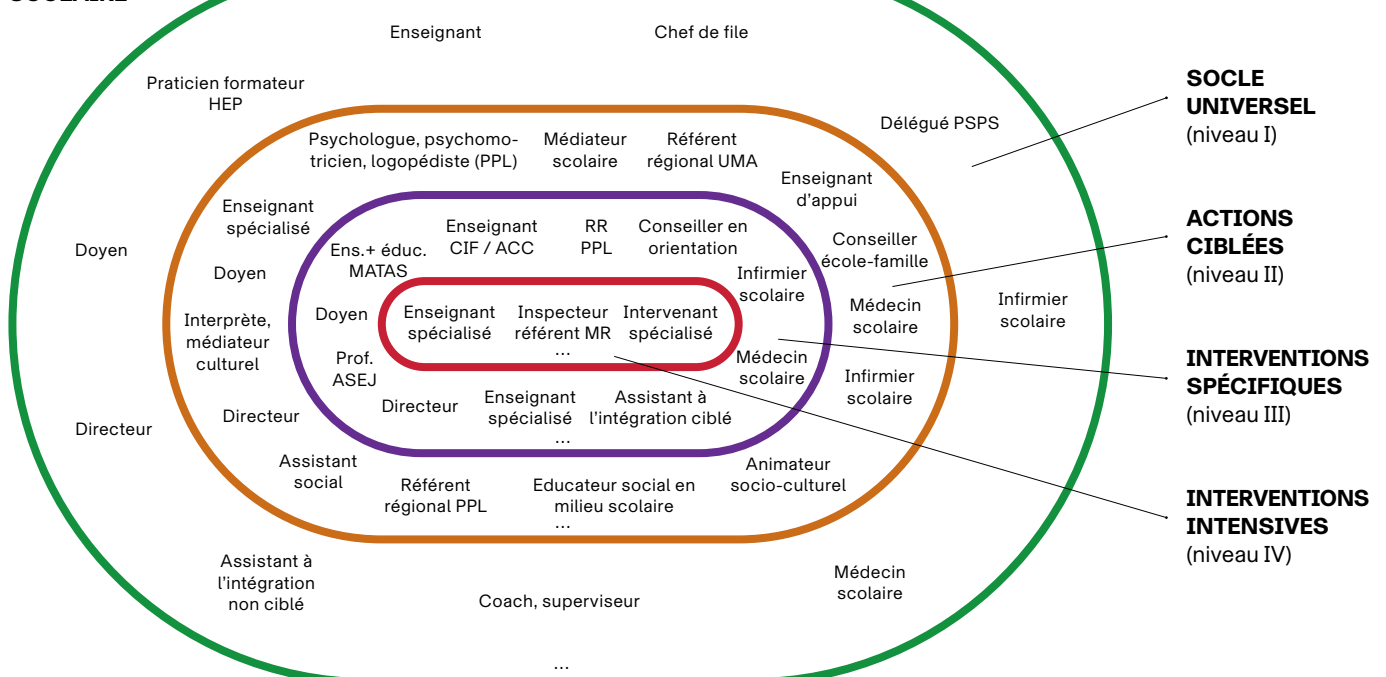 Enseignant
Chef de file
Praticien formateur
HEP
Délégué PSPS
Doyen
Infirmier
scolaire
Directeur
Assistant à
l'intégration
non ciblé
Coach, superviseur
Médecin
scolaire
...
Psychologue, psychomo-
tricien, logopédiste (PPL)
Médiateur
scolaire
Référent
régional UMA
Enseignant
d'appui
Enseignant
spécialisé
Conseiller
école-famille
Doyen
Médecin
scolaire
Interprète,
médiateur
culturel
Infirmier
scolaire
Directeur
Assistant
social
Animateur
socio-culturel
Référent
régional PPL
Educateur social en
milieu scolaire
...
Ens.+ éduc.
MATAS
Enseignant
CIF / ACC
RR
PPL
Conseiller en
orientation
Infirmier
scolaire
Doyen
Prof.
ASEJ
Médecin
scolaire
Directeur
Enseignant
spécialisé
Assistant à
l'intégration ciblé
...
Enseignant
spécialisé
Inspecteur
référent MR
Intervenant
spécialisé
...
SOCLE
UNIVERSEL
(niveau I)
ACTIONS
CIBLÉES
(niveau II)
INTERVENTIONS
SPÉCIFIQUES
(niveau III)
INTERVENTIONS
INTENSIVES
(niveau IV)